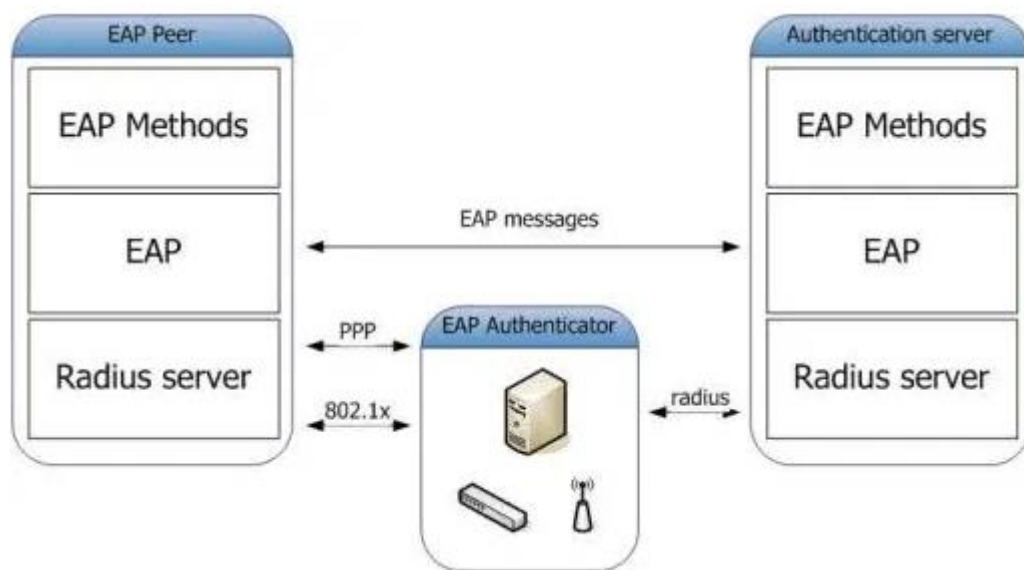 EAP Peer
Authentication server
EAP Methods
EAP Methods
EAP messages
EAP
EAP
PPP
EAP Authenticator
Radius server
Radius server
802.1x
radius